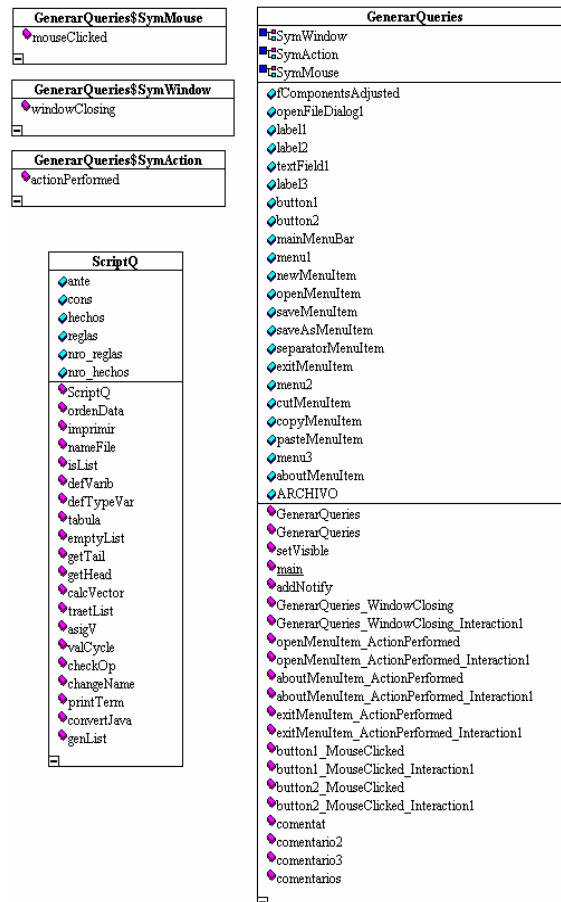 GenerarQueries$SymMouse
mouseClicked
GenerarQueries$SymWindow
windowClosing
GenerarQueries$SymAction
actionPerformed
ScriptQ
ante
cons
hechos
reglas
nro_reglas
nro_hechos
ScriptQ
ordenData
imprimir
nameFile
isList
defVarib
defTypeVar
tabula
emptyList
getTail
getHead
calcVector
traetList
asigV
valCycle
checkOp
changeName
printTerm
convertJava
genList
GenerarQueries
SymWindow
SymAction
SymMouse
fComponentsAdjusted
openFileDialog1
label1
label2
textField1
label3
button1
button2
mainMenuBar
menu1
newMenuItem
openMenuItem
saveMenuItem
saveAsMenuItem
separatorMenuItem
exitMenuItem
menu2
cutMenuItem
copyMenuItem
pasteMenuItem
menu3
aboutMenuItem
ARCHIVO
GenerarQueries
GenerarQueries
setVisible
main
addNotify
GenerarQueries_WindowClosing
GenerarQueries_WindowClosing_Interaction1
openMenuItem_ActionPerformed
openMenuItem_ActionPerformed_Interaction1
aboutMenuItem_ActionPerformed
aboutMenuItem_ActionPerformed_Interaction1
exitMenuItem_ActionPerformed
exitMenuItem_ActionPerformed_Interaction1
button1_MouseClicked
button1_MouseClicked_Interaction1
button2_MouseClicked
button2_MouseClicked_Interaction1
comentat
comentario2
comentario3
comentarios